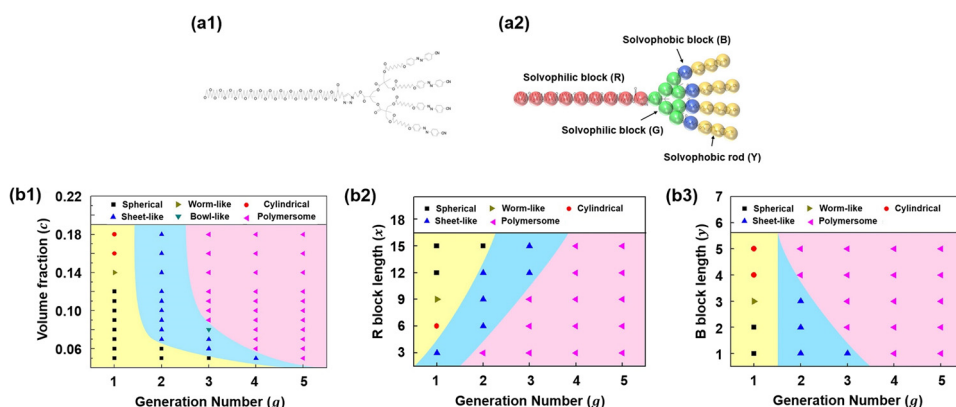 (a1)
(a2)
Solvophobic block (B)
Solvophilic block (R)
Solvophilic block (G)
Solvophobic rod (Y)
(b1)
0.22
0.18
0.14
0.10
0.06
Volume fraction (c)
Spherical
Worm-like
Cylindrical
Sheet-like
Bowl-like
Polymersome
1 2 3 4 5
Generation Number (g)
(b2)
18
15
12
9
6
3
R block length (x)
Spherical
Worm-like
Cylindrical
Sheet-like
Polymersome
1 2 3 4 5
Generation Number (g)
(b3)
7
6
5
4
3
2
1
B block length (y)
Spherical
Worm-like
Cylindrical
Sheet-like
Polymersome
1 2 3 4 5
Generation Number (g)